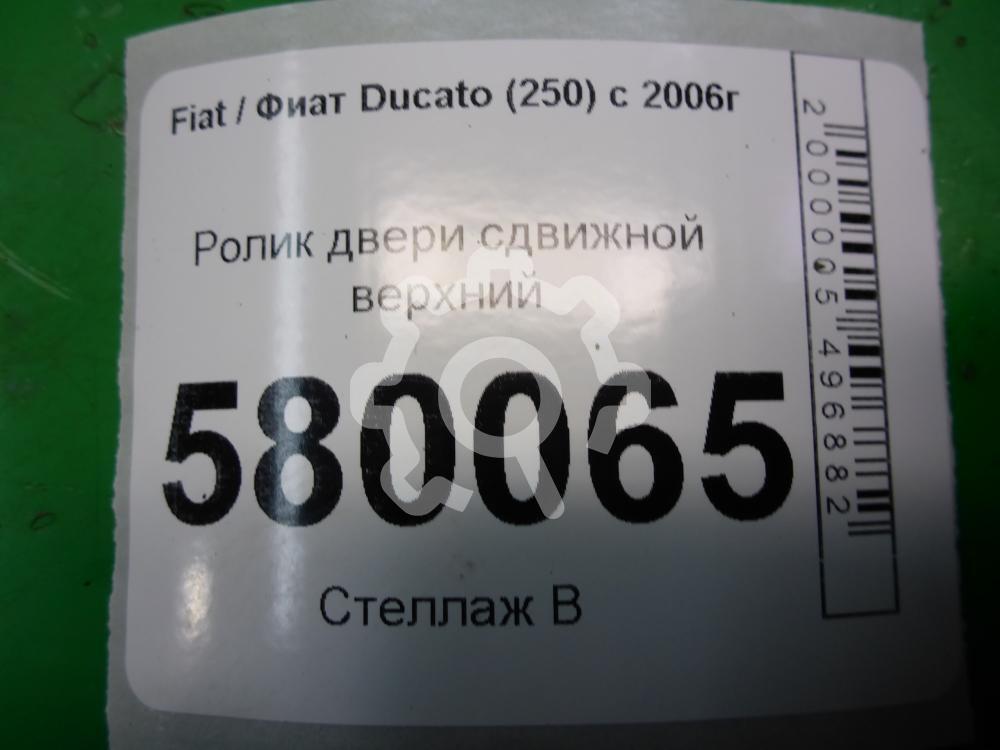 Fiat / Фиат Ducato (250) с 2006г
Ролик двери сдвижной
верхний
580065
Стеллаж В
2000005496882